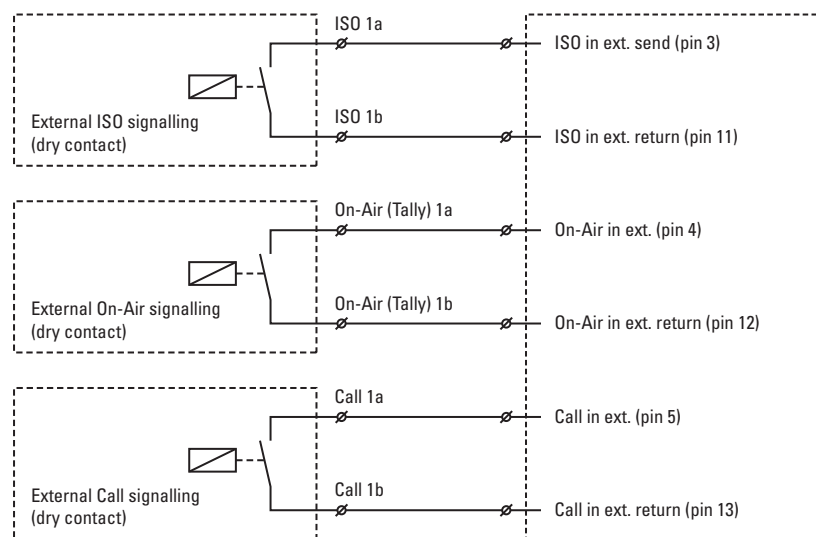 ISO 1a
ISO in ext. send (pin 3)
External ISO signalling
(dry contact)
ISO 1b
ISO in ext. return (pin 11)
On-Air (Tally) 1a
On-Air in ext. (pin 4)
External On-Air signalling
(dry contact)
On-Air (Tally) 1b
On-Air in ext. return (pin 12)
Call 1a
Call in ext. (pin 5)
External Call signalling
(dry contact)
Call 1b
Call in ext. return (pin 13)